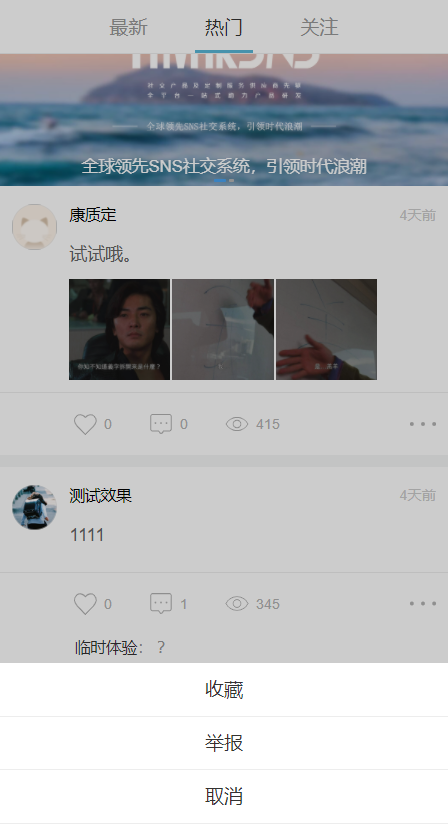 最新 热门 关注
全球领先SNS社交系统，引领时代浪潮
全球领先SNS社交系统，引领时代浪潮
康质定 4天前
试试哦。
0 0 415
测试效果 4天前
1111
0 1 345
临时体验： ？
收藏
举报
取消